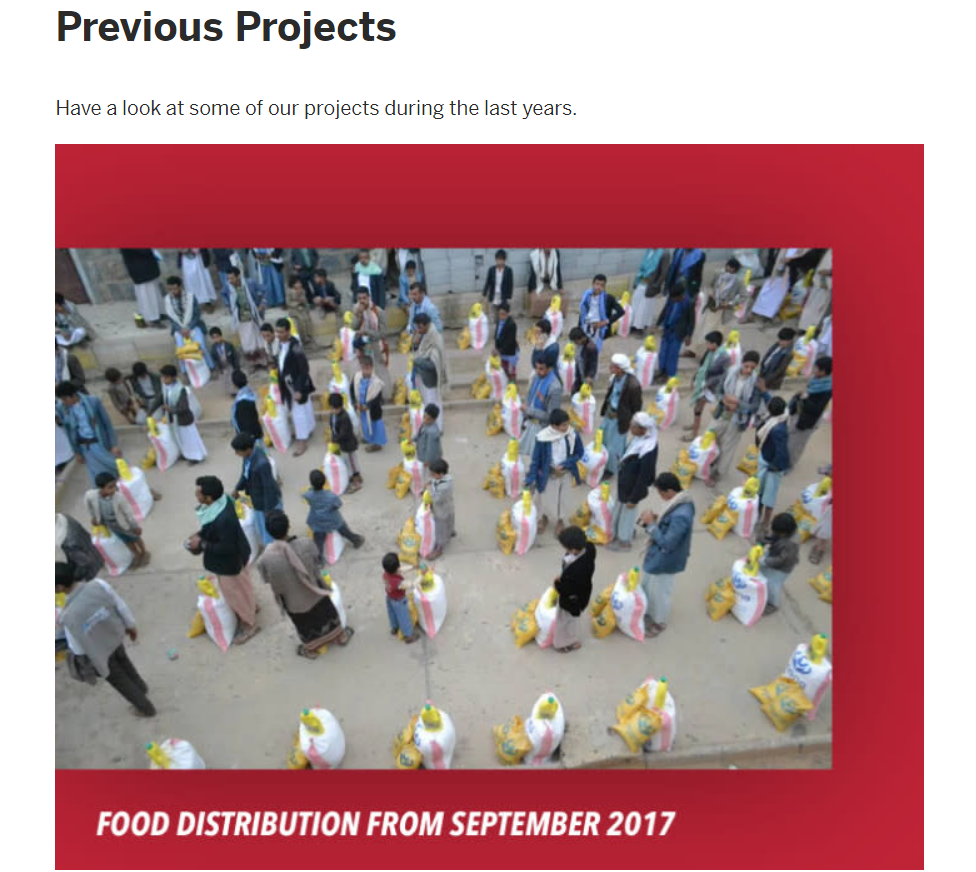 Previous Projects
Have a look at some of our projects during the last years.
FOOD DISTRIBUTION FROM SEPTEMBER 2017